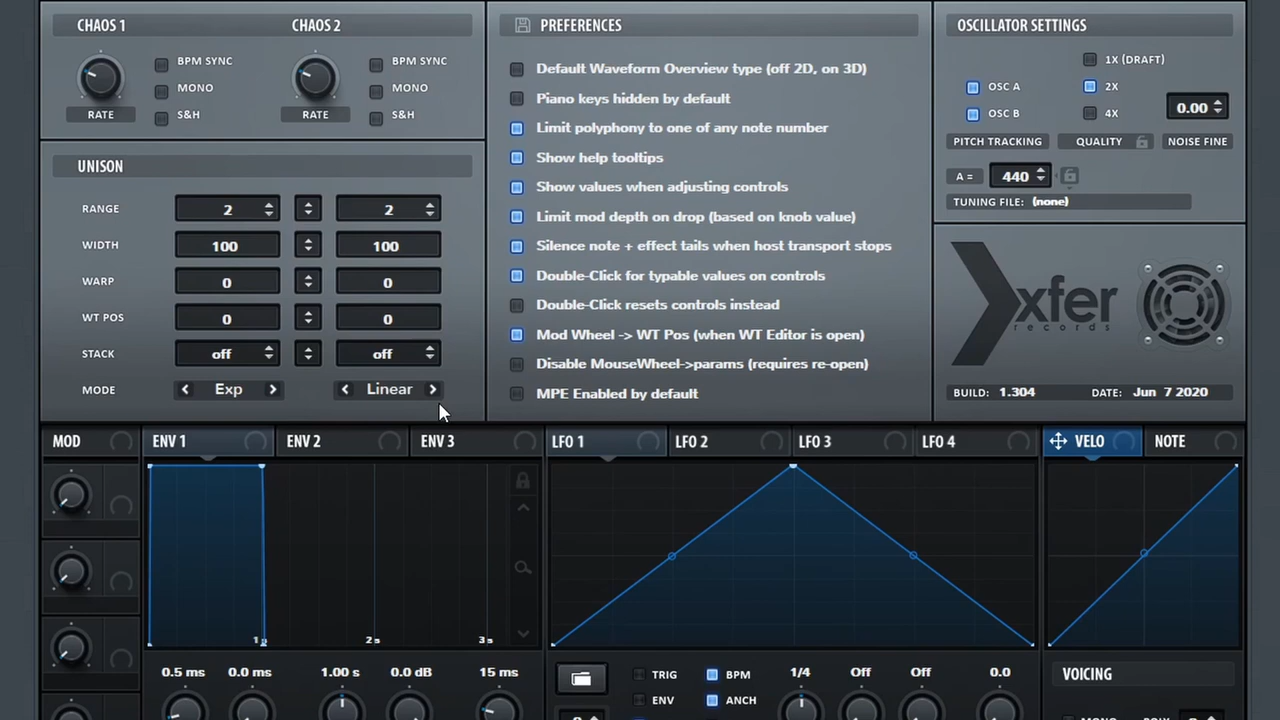 CHAOS 1
CHAOS 2
BPM SYNC
MONO
S&H
RATE
BPM SYNC
MONO
S&H
RATE
UNISON
RANGE 2 2
WIDTH 100 100
WARP 0 0
WT POS 0 0
STACK off off
MODE Exp Linear
PREFERENCES
Default Waveform Overview type (off 2D, on 3D)
Piano keys hidden by default
Limit polyphony to one of any note number
Show help tooltips
Show values when adjusting controls
Limit mod depth on drop (based on knob value)
Silence note + effect tails when host transport stops
Double-Click for typable values on controls
Double-Click resets controls instead
Mod Wheel -> WT Pos (when WT Editor is open)
Disable MouseWheel->params (requires re-open)
MPE Enabled by default
OSCILLATOR SETTINGS
1X (DRAFT)
OSC A 2X
OSC B 4X
0.00
PITCH TRACKING QUALITY NOISE FINE
A = 440
TUNING FILE: (none)
xfer
records
BUILD: 1.304 DATE: Jun 7 2020
MOD ENV 1 ENV 2 ENV 3 LFO 1 LFO 2 LFO 3 LFO 4 VELO NOTE
2s 3s
0.5 ms 0.0 ms 1.00 s 0.0 dB 15 ms
TRIG BPM 1/4 Off Off 0.0
ENV ANCH
VOICING